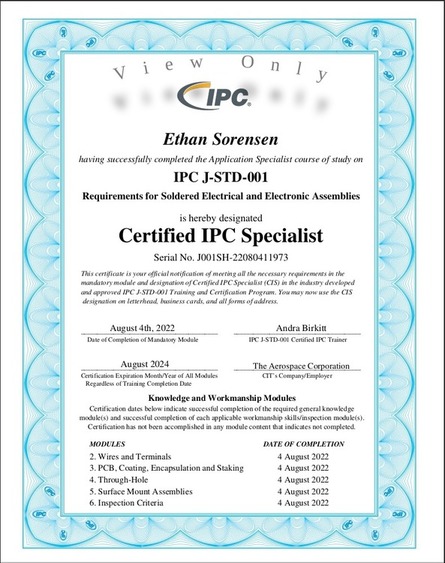 View Only
IPC®
Ethan Sorensen
having successfully completed the Application Specialist course of study on
IPC J-STD-001
Requirements for Soldered Electrical and Electronic Assemblies
is hereby designated
Certified IPC Specialist
Serial No. J001SH-22080411973
This certificate is your official notification of meeting all the necessary requirements in the
mandatory module and designation of Certified IPC Specialist (CIS) in the industry developed
and approved IPC J-STD-001 Training and Certification Program. You may now use the CIS
designation on letterhead, business cards, and all forms of address.
August 4th, 2022 Andra Birkitt
Date of Completion of Mandatory Module IPC J-STD-001 Certified IPC Trainer
August 2024 The Aerospace Corporation
Certification Expiration Month/Year of All Modules CIT's Company/Employer
Regardless of Training Completion Date
Knowledge and Workmanship Modules
Certification dates below indicate successful completion of the required general knowledge
module(s) and successful completion of each applicable workmanship skills/inspection module(s).
Certification has not been accomplished in any module content that indicates not completed.
MODULES DATE OF COMPLETION
2. Wires and Terminals 4 August 2022
3. PCB, Coating, Encapsulation and Staking 4 August 2022
4. Through-Hole 4 August 2022
5. Surface Mount Assemblies 4 August 2022
6. Inspection Criteria 4 August 2022